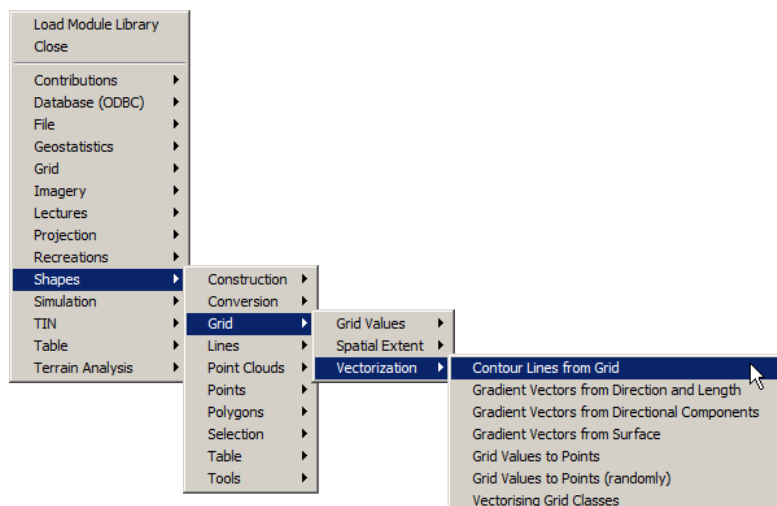 Load Module Library
Close
Contributions
Database (ODBC)
File
Geostatistics
Grid
Imagery
Lectures
Projection
Recreations
Shapes
Simulation
TIN
Table
Terrain Analysis
Construction
Conversion
Grid
Lines
Point Clouds
Points
Polygons
Selection
Table
Tools
Grid Values
Spatial Extent
Vectorization
Contour Lines from Grid
Gradient Vectors from Direction and Length
Gradient Vectors from Directional Components
Gradient Vectors from Surface
Grid Values to Points
Grid Values to Points (randomly)
Vectorising Grid Classes